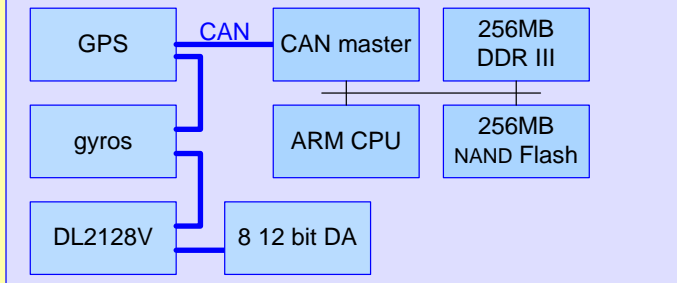 GPS
CAN
CAN master
256MB
DDR III
gyros
ARM CPU
256MB
NAND Flash
DL2128V
8 12 bit DA